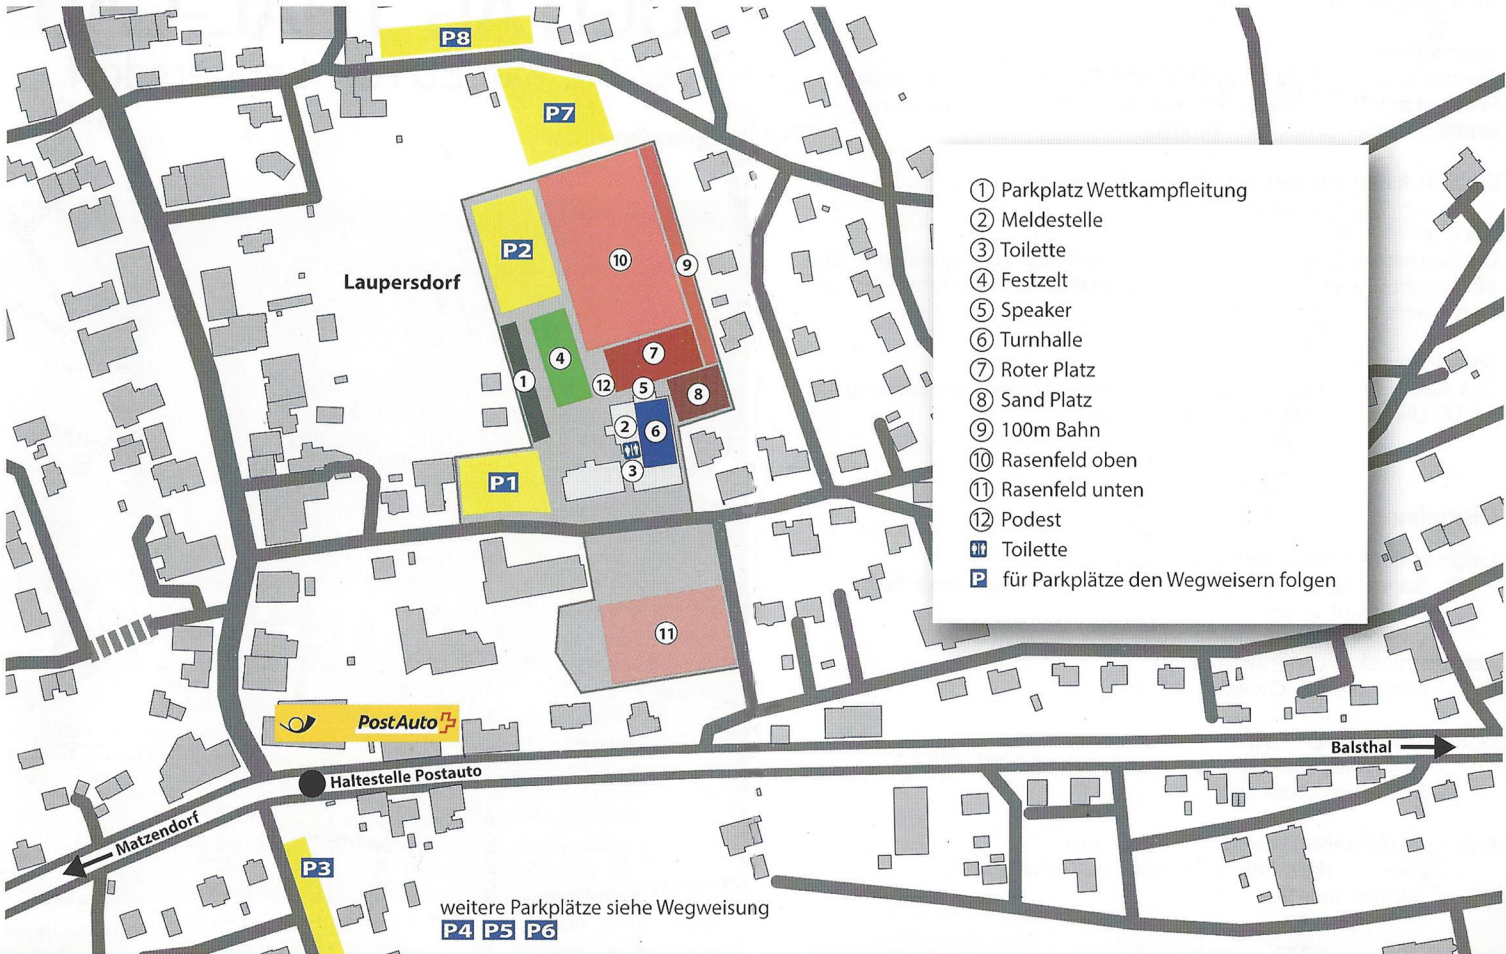 P8
P7
P2
Laupersdorf
10
9
4
7
1
12
5
8
2
6
3
P1
11
PostAuto
Haltestelle Postauto
Balsthal
Matzendorf
P3
weitere Parkplätze siehe Wegweisung
P4 P5 P6
1 Parkplatz Wettkampfleitung
2 Meldestelle
3 Toilette
4 Festzelt
5 Speaker
6 Turnhalle
7 Roter Platz
8 Sand Platz
9 100m Bahn
10 Rasenfeld oben
11 Rasenfeld unten
12 Podest
Toilette
P für Parkplätze den Wegweisern folgen